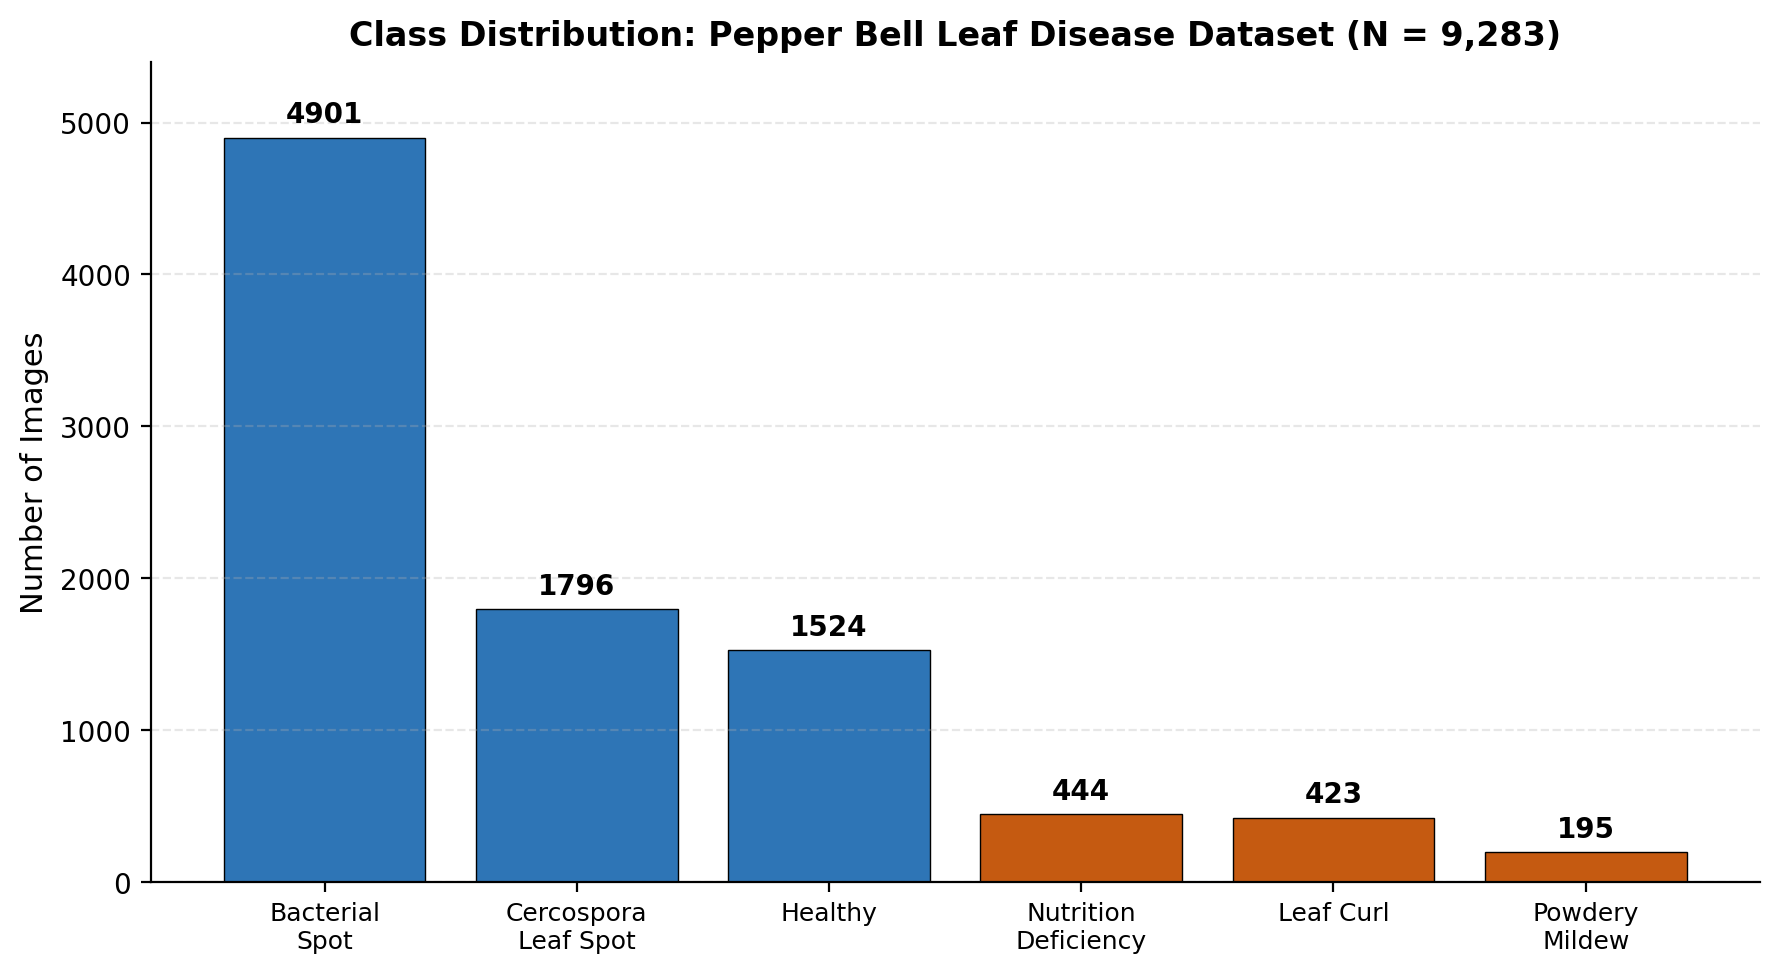 Class Distribution: Pepper Bell Leaf Disease Dataset (N = 9,283)
Number of Images
5000
4000
3000
2000
1000
0
4901
1796
1524
444
423
195
Bacterial
Spot
Cercospora
Leaf Spot
Healthy
Nutrition
Deficiency
Leaf Curl
Powdery
Mildew